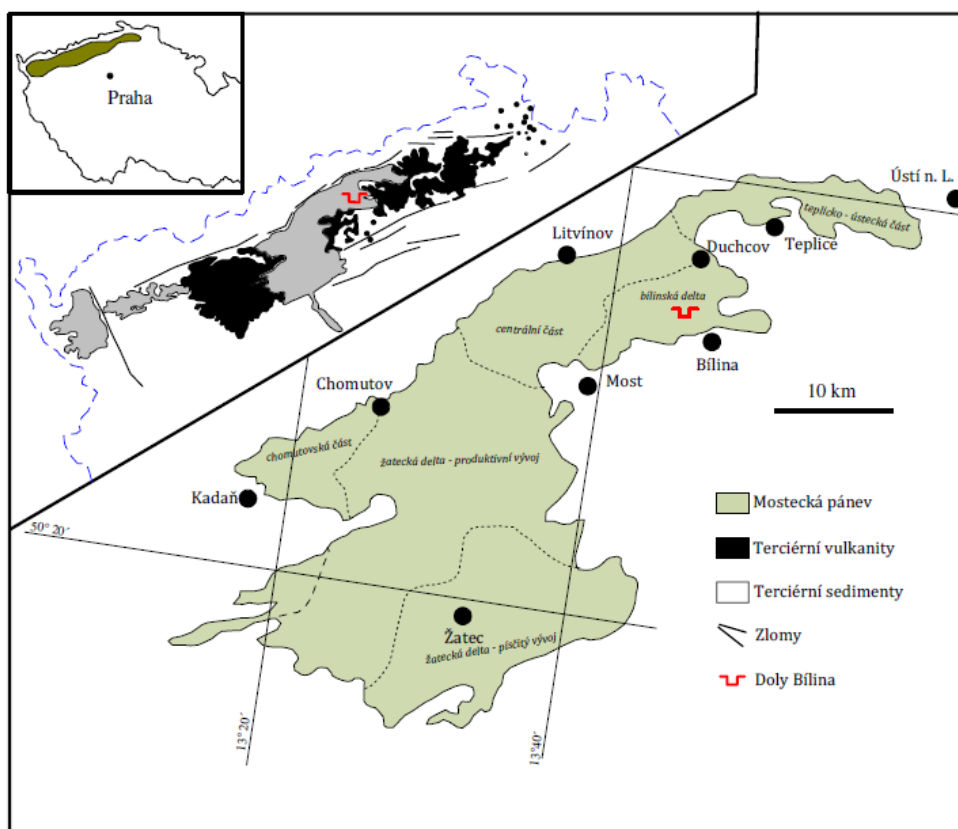 Praha
Ústí n. L.
teplicko - ústecká část
Teplice
Litvínov
Duchcov
bílinská delta
centrální část
Bílina
Most
10 km
Chomutov
chomutovská část
žatecká delta - produktivní vývoj
Kadaň
50° 20´
Mostecká pánev
Terciérní vulkanity
Terciérní sedimenty
Žatec
Zlomy
žatecká delta - písčitý vývoj
Doly Bílina
13° 20´
13° 40´